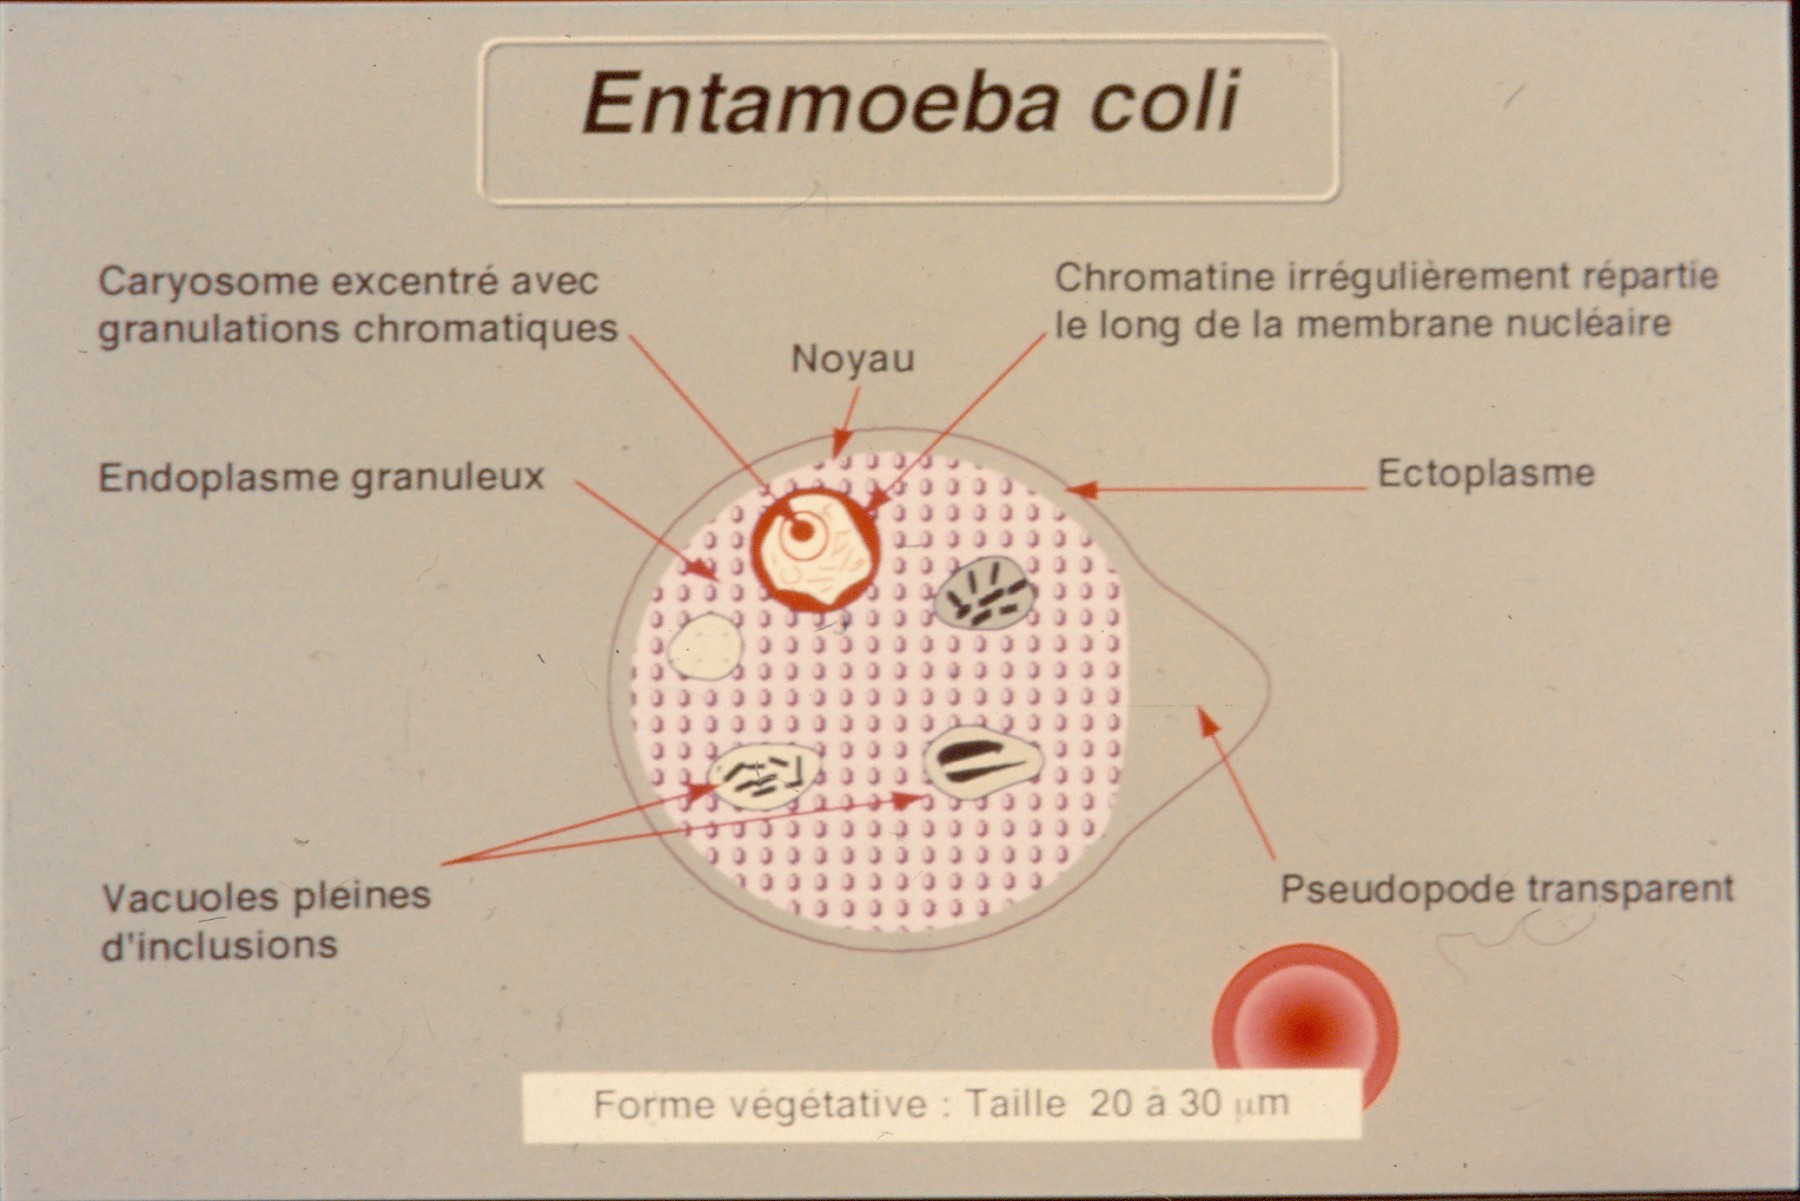 Entamoeba coli
Caryosome excentré avec
granulations chromatiques
Noyau
Chromatine irrégulièrement répartie
le long de la membrane nucléaire
Endoplasme granuleux
Ectoplasme
Vacuoles pleines
d'inclusions
Pseudopode transparent
Forme végétative : Taille 20 à 30 µm